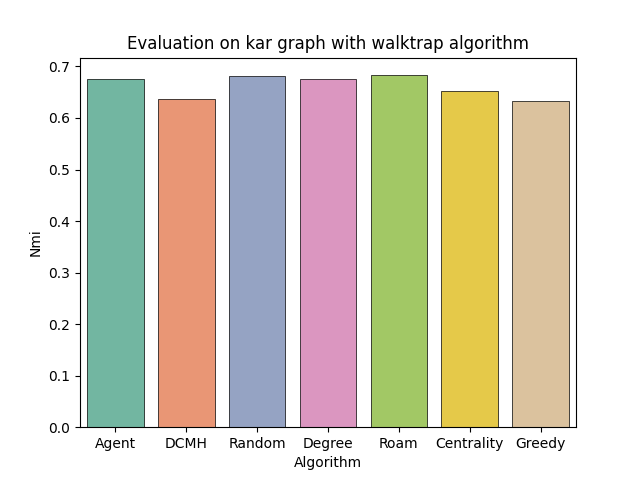 Evaluation on kar graph with walktrap algorithm
0.7
0.6
0.5
0.4
0.3
0.2
0.1
0.0
Nmi
Agent DCMH Random Degree Roam Centrality Greedy
Algorithm